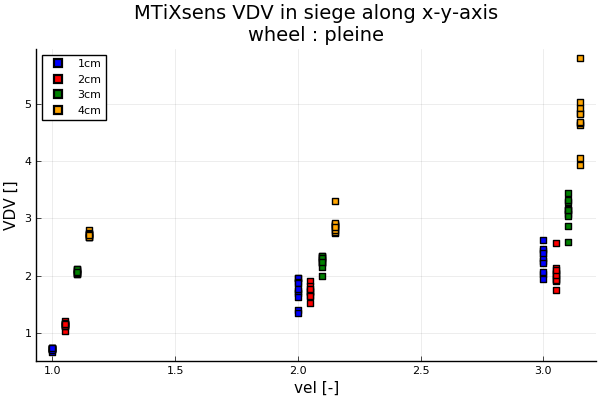 MTiXsens VDV in siege along x-y-axis
wheel : pleine
1cm
2cm
3cm
4cm
VDV []
5
4
3
2
1
1.0 1.5 2.0 2.5 3.0
vel [-]